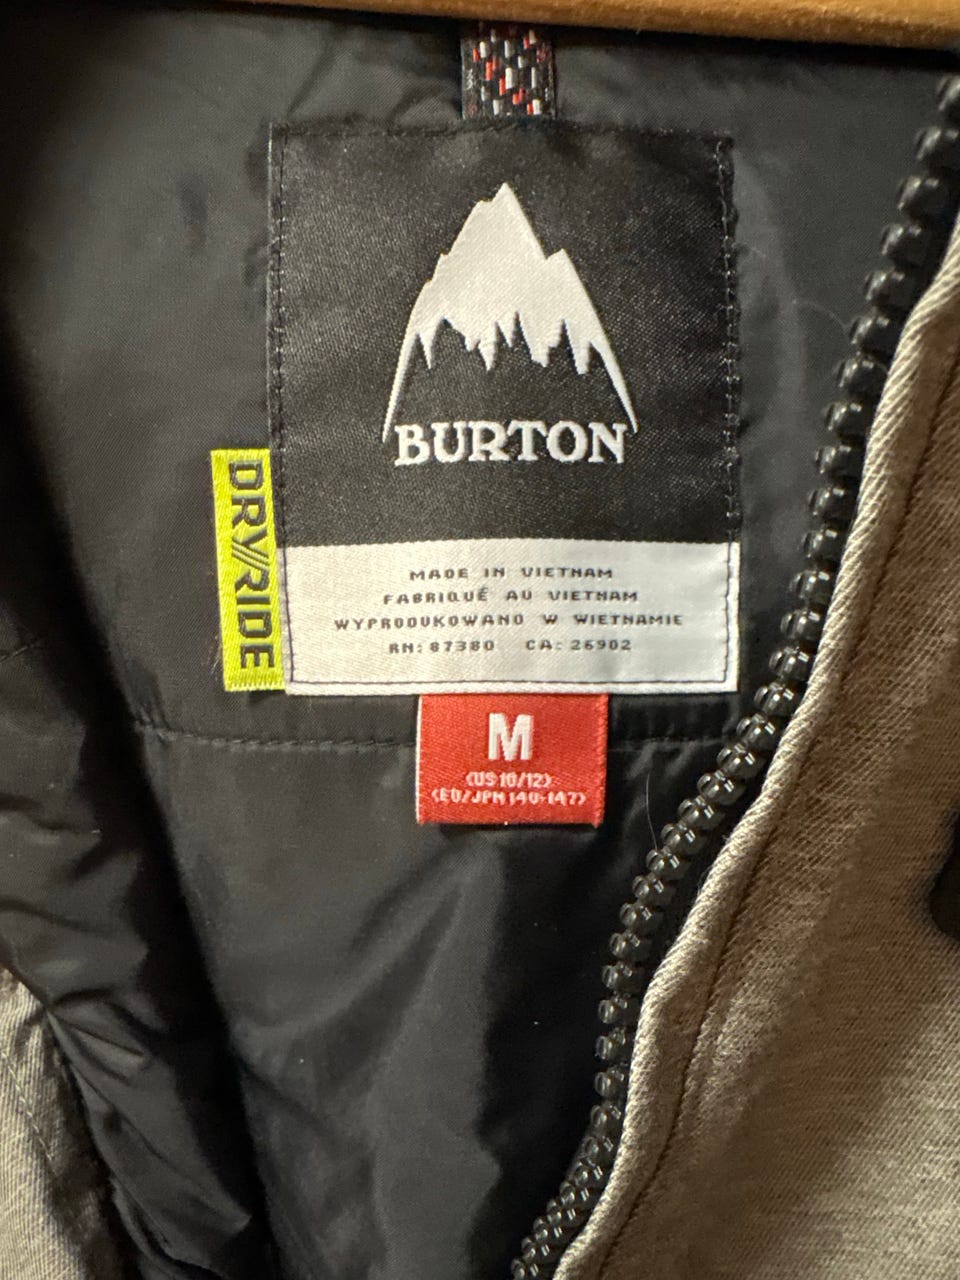 BURTON
DRY//RIDE
MADE IN VIETNAM
FABRIQUÉ AU VIETNAM
WYPRODUKOWANO W WIETNAMIE
RN: 87380 CA: 26902
M
(US 10/12)
(EU/JPN 140-147)